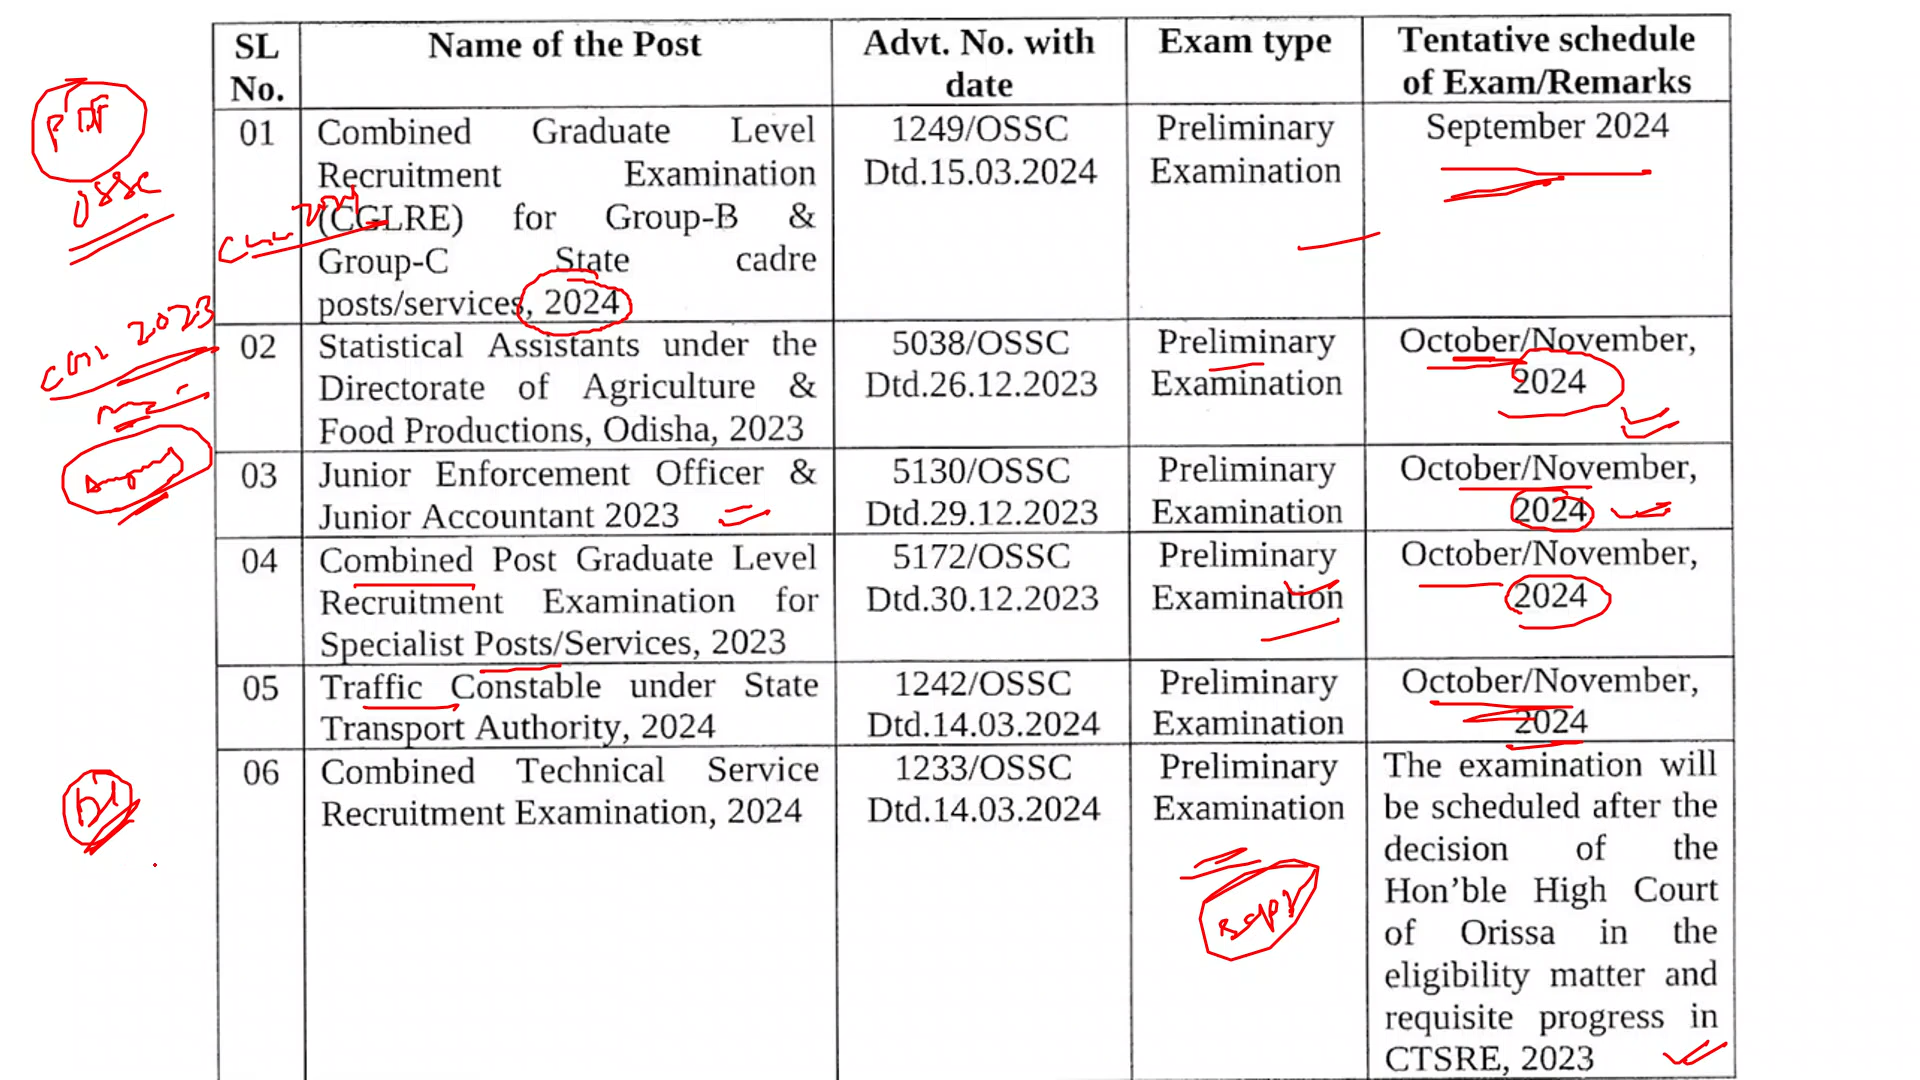 SL No.
Name of the Post
Advt. No. with date
Exam type
Tentative schedule of Exam/Remarks
01
Combined Graduate Level
Recruitment Examination
(CGLRE) for Group-B &
Group-C State cadre
posts/services, 2024
1249/OSSC
Dtd.15.03.2024
Preliminary
Examination
September 2024
02
Statistical Assistants under the
Directorate of Agriculture &
Food Productions, Odisha, 2023
5038/OSSC
Dtd.26.12.2023
Preliminary
Examination
October/November,
2024
03
Junior Enforcement Officer &
Junior Accountant 2023
5130/OSSC
Dtd.29.12.2023
Preliminary
Examination
October/November,
2024
04
Combined Post Graduate Level
Recruitment Examination for
Specialist Posts/Services, 2023
5172/OSSC
Dtd.30.12.2023
Preliminary
Examination
October/November,
2024
05
Traffic Constable under State
Transport Authority, 2024
1242/OSSC
Dtd.14.03.2024
Preliminary
Examination
October/November,
2024
06
Combined Technical Service
Recruitment Examination, 2024
1233/OSSC
Dtd.14.03.2024
Preliminary
Examination
The examination will
be scheduled after the
decision of the
Hon’ble High Court
of Orissa in the
eligibility matter and
requisite progress in
CTSRE, 2023
PDF
OSSC
2023